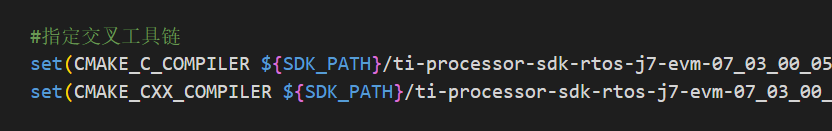 #指定交叉工具链
set(CMAKE_C_COMPILER ${SDK_PATH}/ti-processor-sdk-rtos-j7-evm-07_03_00_05
set(CMAKE_CXX_COMPILER ${SDK_PATH}/ti-processor-sdk-rtos-j7-evm-07_03_00_